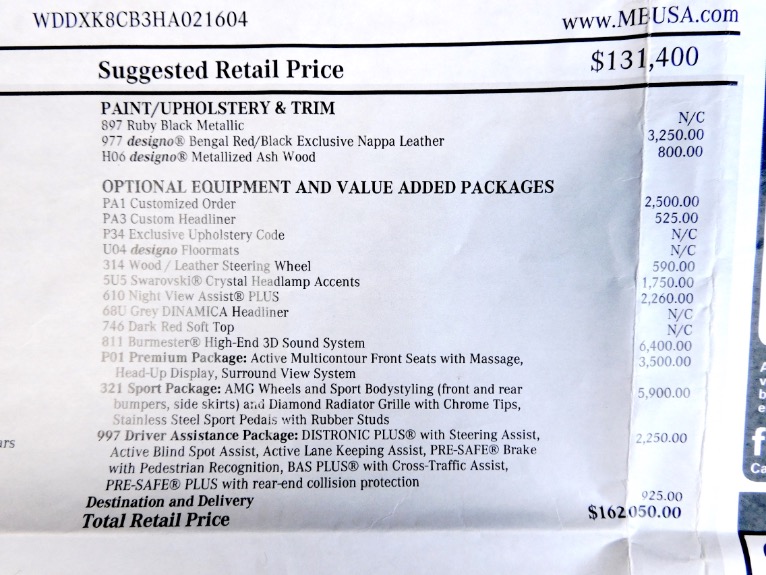 WDDXK8CB3HA021604 www.MBUSA.com
Suggested Retail Price $131,400
PAINT/UPHOLSTERY & TRIM
897 Ruby Black Metallic N/C
977 designo® Bengal Red/Black Exclusive Nappa Leather 3,250.00
H06 designo® Metallized Ash Wood 800.00
OPTIONAL EQUIPMENT AND VALUE ADDED PACKAGES
PA1 Customized Order 2,500.00
PA3 Custom Headliner 525.00
P34 Exclusive Upholstery Code N/C
U04 designo Floormats N/C
314 Wood / Leather Steering Wheel 590.00
5U5 Swarovski® Crystal Headlamp Accents 1,750.00
610 Night View Assist® PLUS 2,260.00
68U Grey DINAMICA Headliner N/C
746 Dark Red Soft Top N/C
811 Burmester® High-End 3D Sound System 6,400.00
P01 Premium Package: Active Multicontour Front Seats with Massage, 3,500.00
Head-Up Display, Surround View System
321 Sport Package: AMG Wheels and Sport Bodystyling (front and rear 5,900.00
bumpers, side skirts) and Diamond Radiator Grille with Chrome Tips,
Stainless Steel Sport Pedals with Rubber Studs
997 Driver Assistance Package: DISTRONIC PLUS® with Steering Assist, 2,250.00
Active Blind Spot Assist, Active Lane Keeping Assist, PRE-SAFE® Brake
with Pedestrian Recognition, BAS PLUS® with Cross-Traffic Assist,
PRE-SAFE® PLUS with rear-end collision protection
Destination and Delivery 925.00
Total Retail Price $162050.00